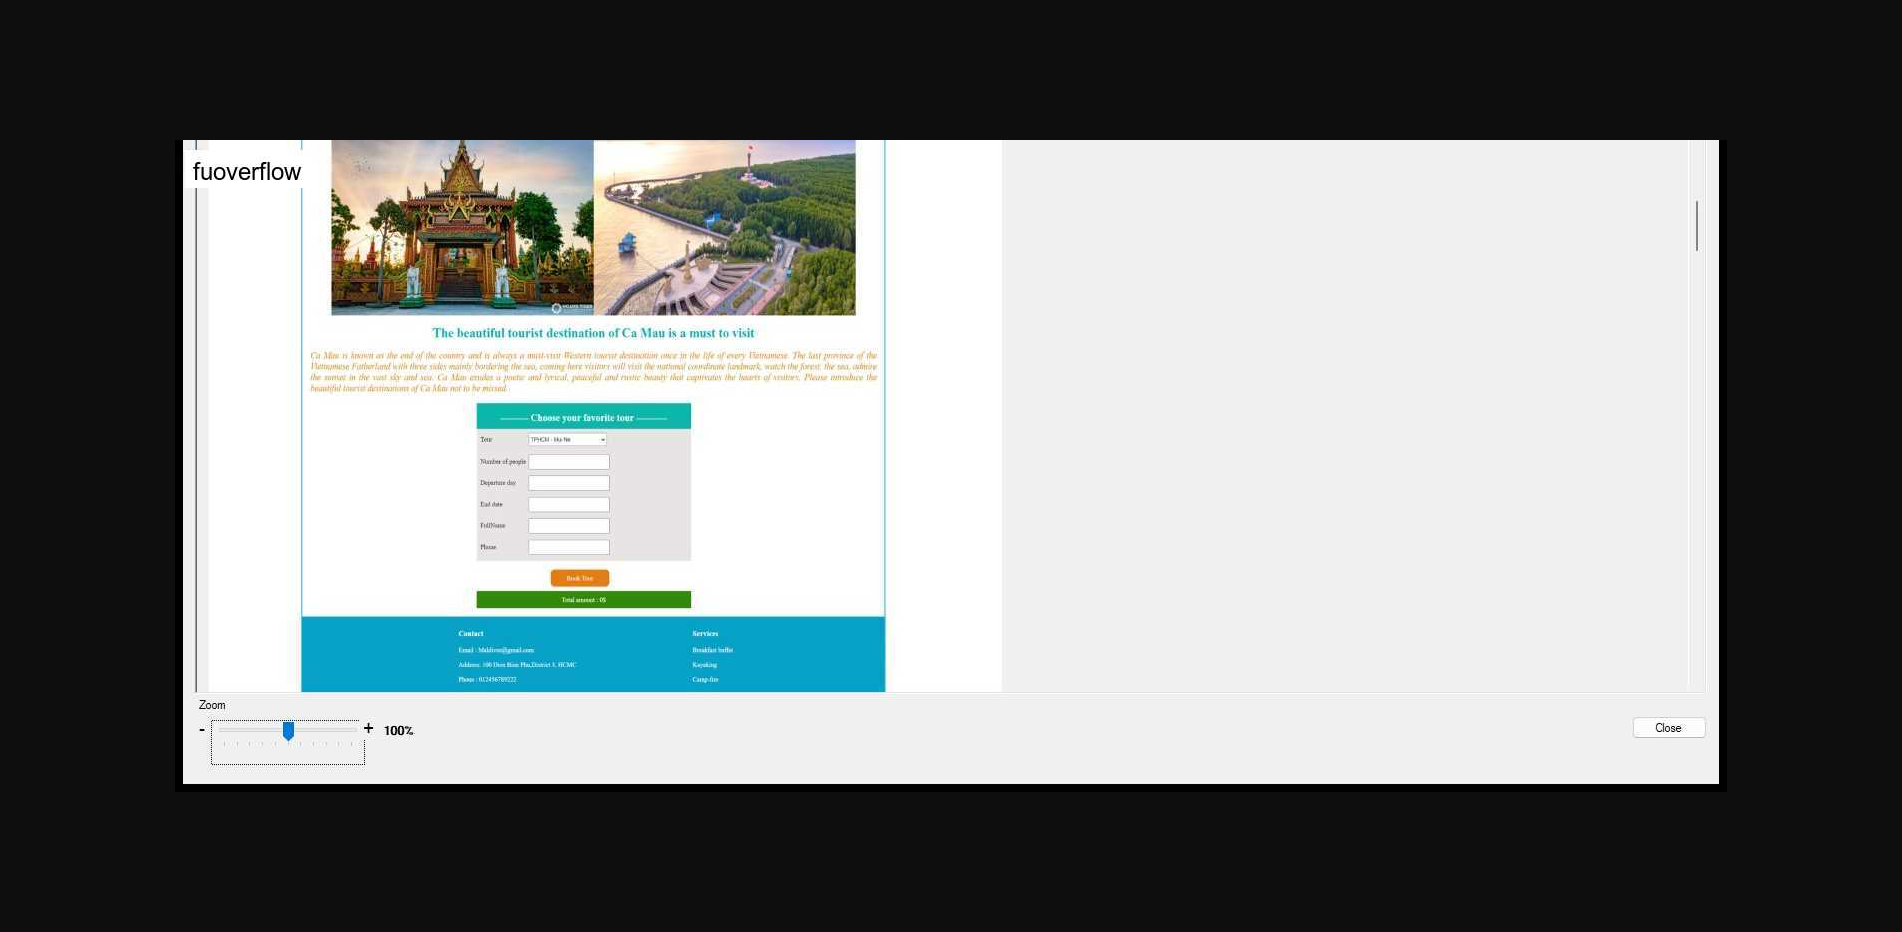 fuoverflow
The beautiful tourist destination of Ca Mau is a must to visit
Ca Mau is known as the end of the country and is always a must-visit Western tourist destination once in the life of every Vietnamese. The last province of the
Vietnamese Fatherland with three sides mainly bordering the sea, coming here visitors will visit the national coordinate landmark, watch the forest, the sea, admire
the sunset in the vast sky and sea. Ca Mau exudes a poetic and lyrical, peaceful and rustic beauty that captivates the hearts of visitors. Please introduce the
beautiful tourist destinations of Ca Mau not to be missed.
Choose your favorite tour
Tour TPHCM - Mui-Ne
Number of people
Departure day
End date
FullName
Phone
Book Tour
Total amount : 0$
Contact
Email : Maldives@gmail.com
Address: 100 Dien Bien Phu,District 3, HCMC
Phone : 012456789222
Services
Breakfast buffet
Kayaking
Camp-fire
Zoom
- + 100%
Close